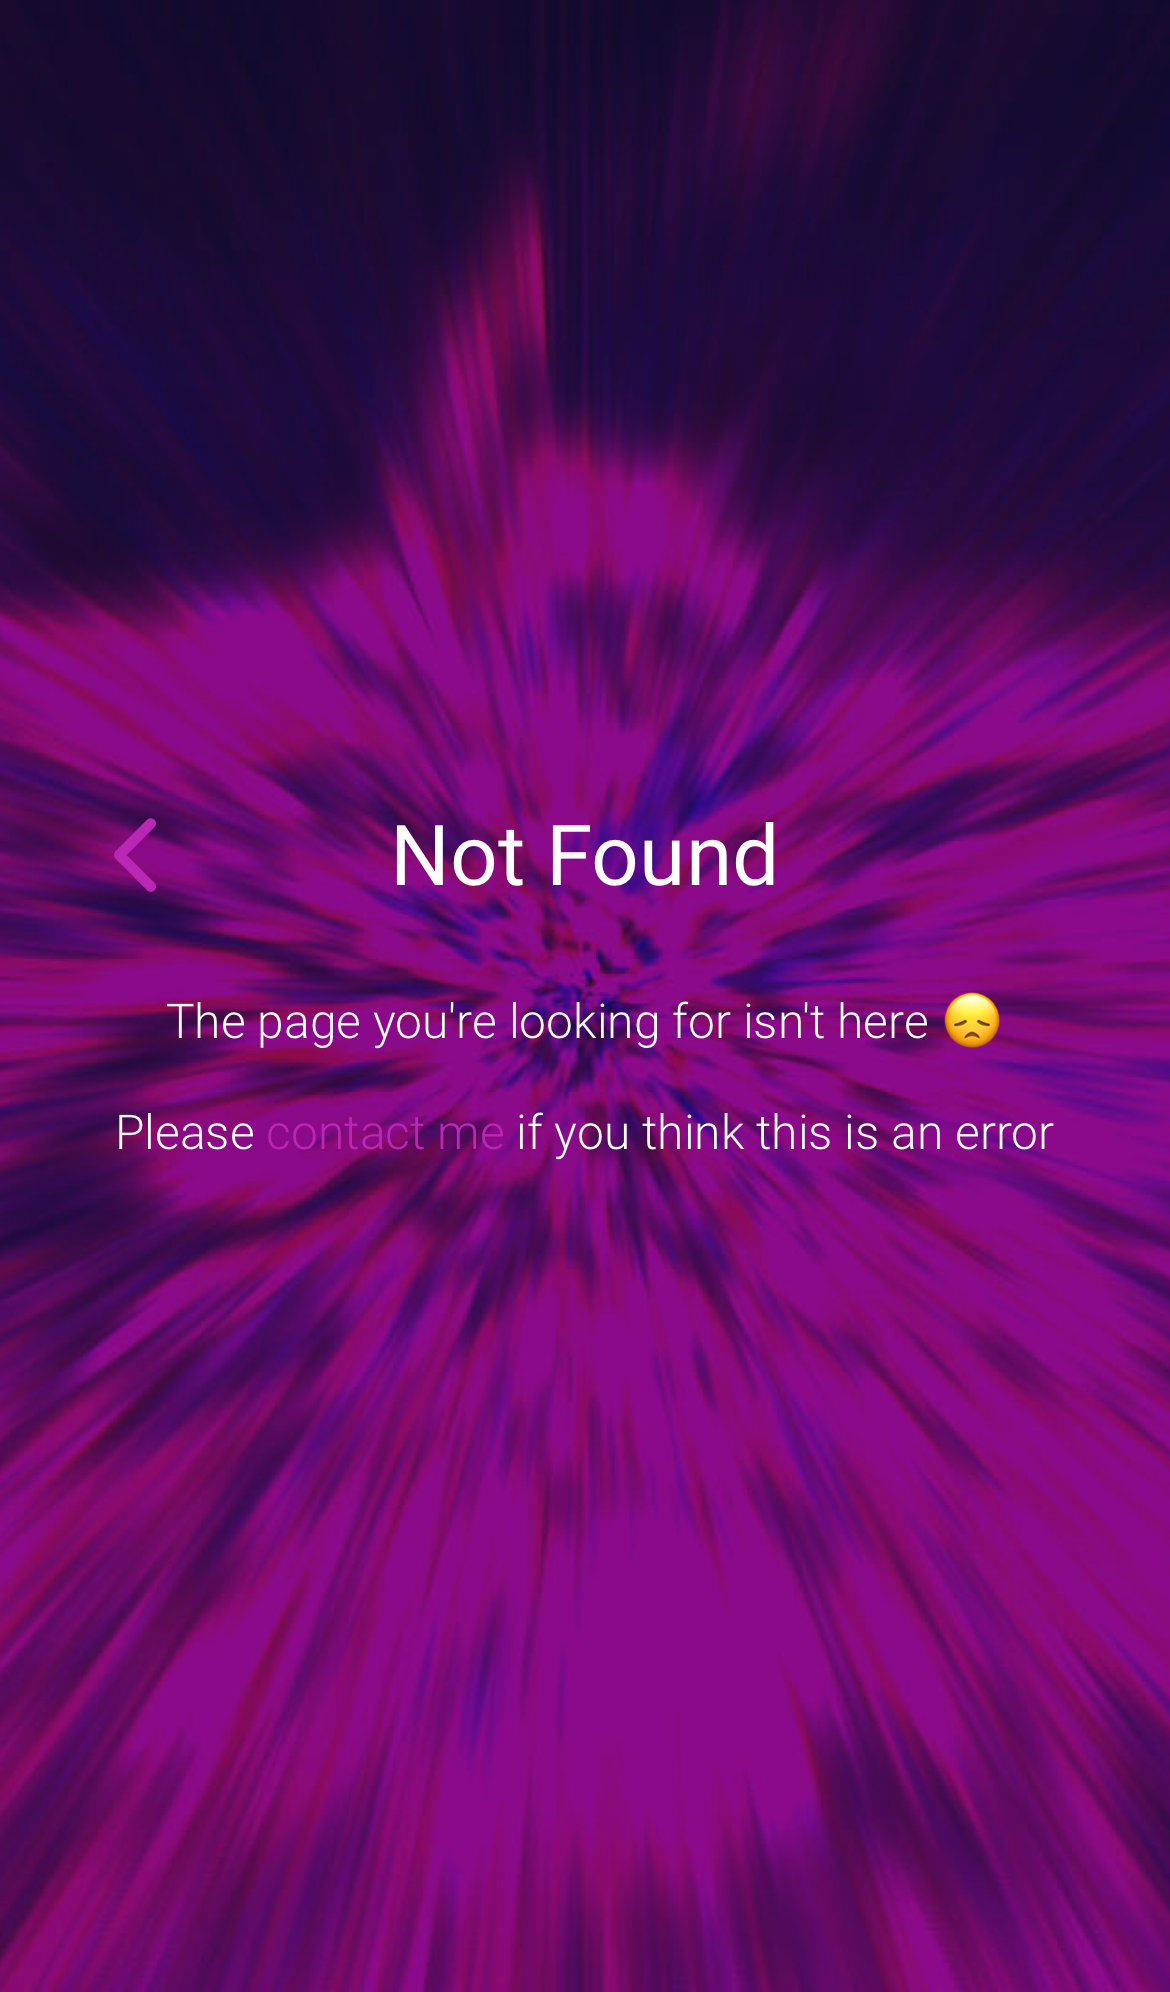 Not Found
The page you're looking for isn't here 😞
Please contact me if you think this is an error